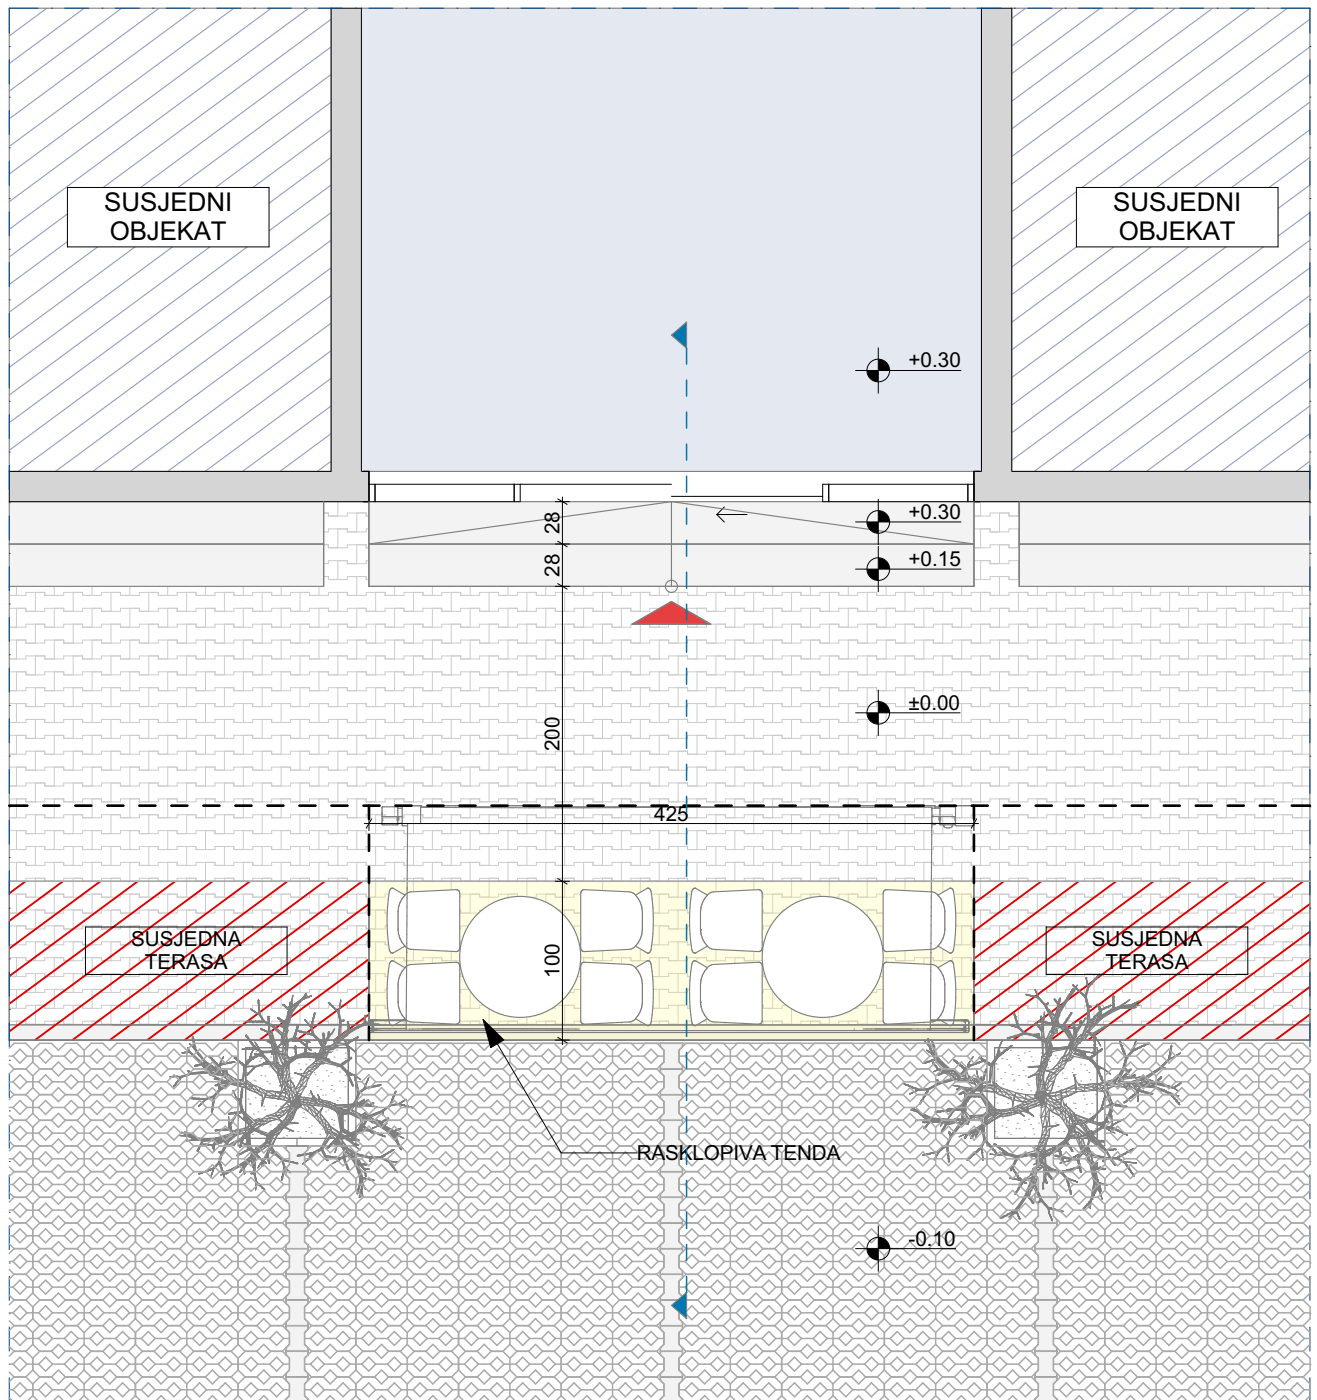 SUSJEDNI
OBJEKAT
SUSJEDNI
OBJEKAT
+0.30
28
+0.30
28
+0.15
±0.00
200
425
SUSJEDNA
TERASA
100
SUSJEDNA
TERASA
RASKLOPIVA TENDA
-0.10